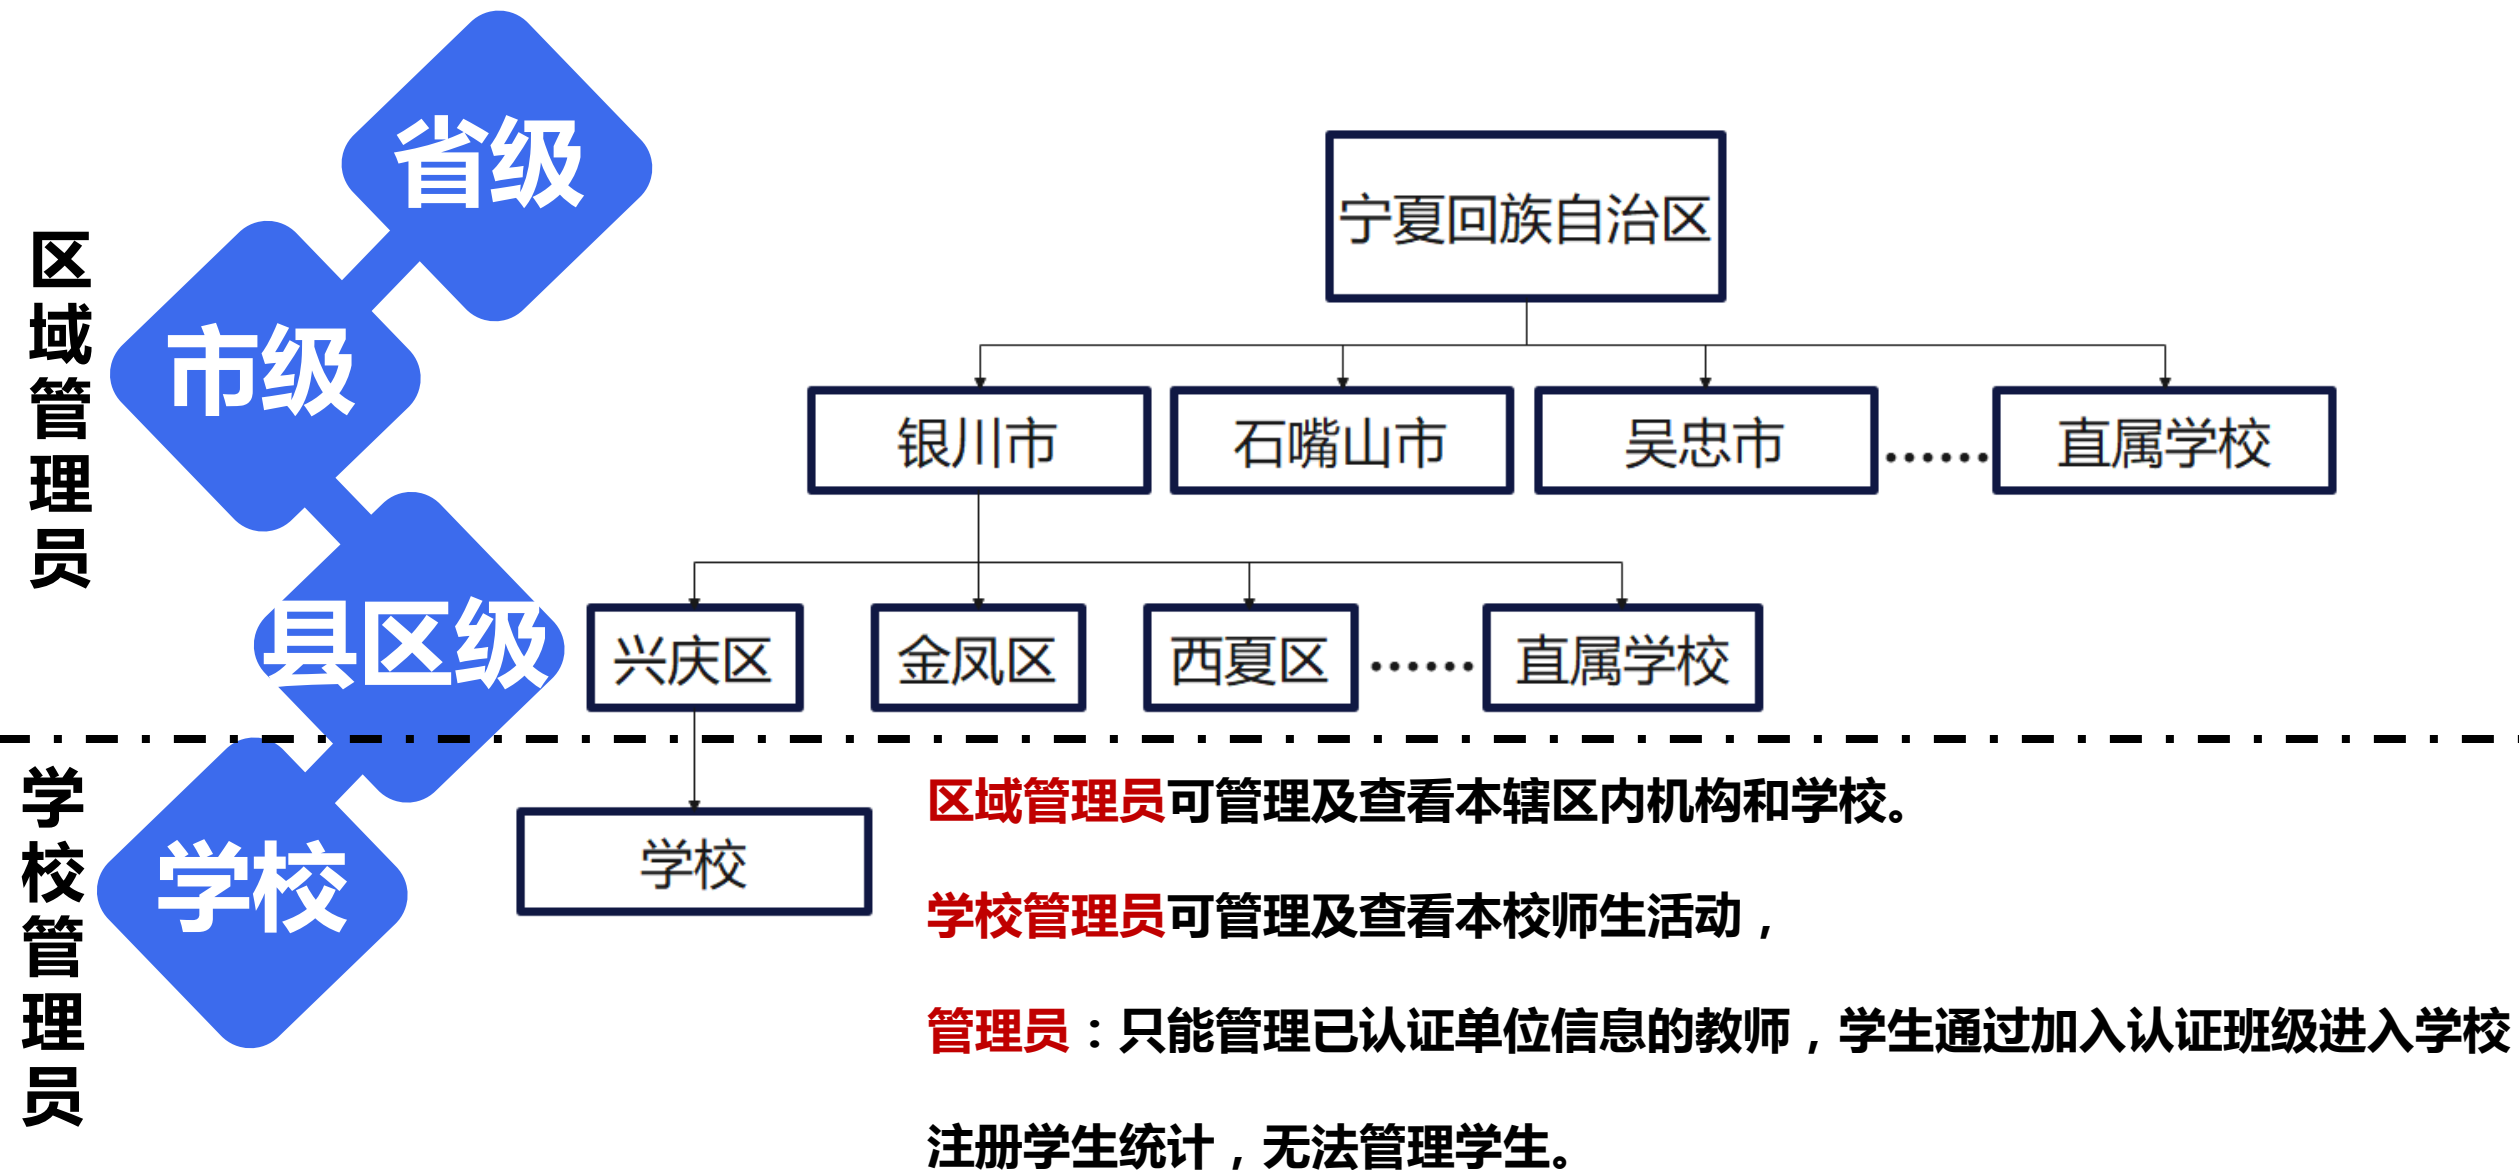 区域管理员
省级
市级
县区级
学校管理员
学校
宁夏回族自治区
银川市
石嘴山市
吴忠市
……
直属学校
兴庆区
金凤区
西夏区
……
直属学校
学校
区域管理员可管理及查看本辖区内机构和学校。
学校管理员可管理及查看本校师生活动，
管理员：只能管理已认证单位信息的教师，学生通过加入认证班级进入学校
注册学生统计，无法管理学生。